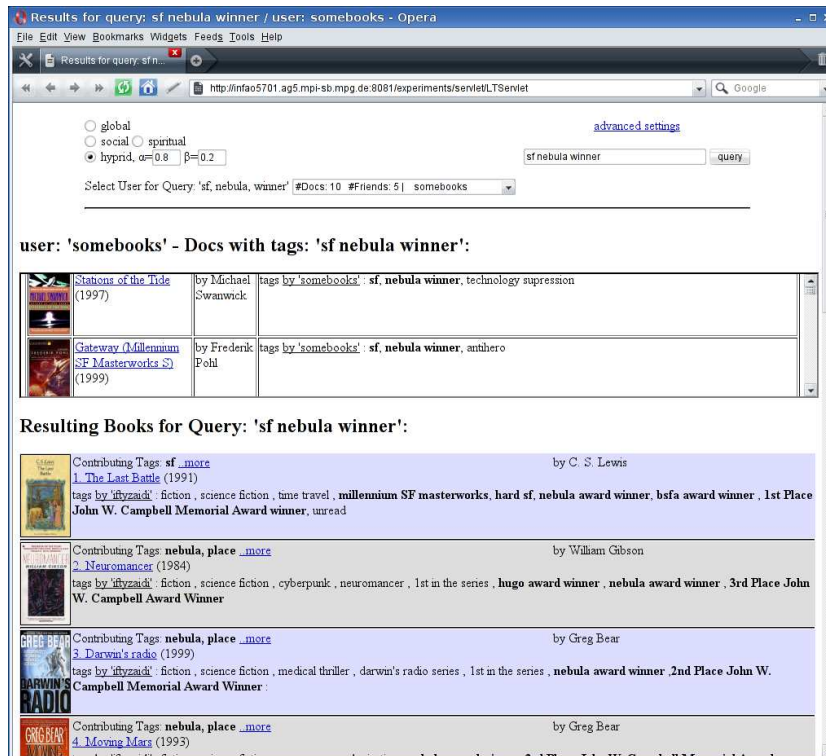 Results for query: sf nebula winner / user: somebooks - Opera
File Edit View Bookmarks Widgets Feeds Tools Help
Results for query: sf n...
http://infao5701.ag5.mpi-sb.mpg.de:8081/experiments/servlet/LTServlet
Google
global
advanced settings
social spiritual
hyprid, α= 0.8 β= 0.2
sf nebula winner
query
Select User for Query: 'sf, nebula, winner' #Docs: 10 #Friends: 5 | somebooks
user: 'somebooks' - Docs with tags: 'sf nebula winner':
Stations of the Tide by Michael tags by 'somebooks' : sf, nebula winner, technology supression
(1997) Swanwick
Gateway (Millennium by Frederik tags by 'somebooks' : sf, nebula winner, antihero
SF Masterworks S) Pohl
(1999)
Resulting Books for Query: 'sf nebula winner':
Contributing Tags: sf ...more by C. S. Lewis
1. The Last Battle (1991)
tags by 'iftyzaidi' : fiction , science fiction , time travel , millennium SF masterworks, hard sf, nebula award winner, bsfa award winner , 1st Place
John W. Campbell Memorial Award winner, unread
Contributing Tags: nebula, place ...more by William Gibson
2. Neuromancer (1984)
tags by 'iftyzaidi' : fiction , science fiction , cyberpunk , neuromancer , 1st in the series , hugo award winner , nebula award winner , 3rd Place John
W. Campbell Award Winner
Contributing Tags: nebula, place ...more by Greg Bear
3. Darwin's radio (1999)
tags by 'iftyzaidi' : fiction , science fiction , medical thriller , darwin's radio series , 1st in the series , nebula award winner ,2nd Place John W.
Campbell Memorial Award Winner :
GREG BEAR
DARWIN'S
RADIO
Contributing Tags: nebula, place ...more by Greg Bear
4. Moving Mars (1993)
GREG BEAR